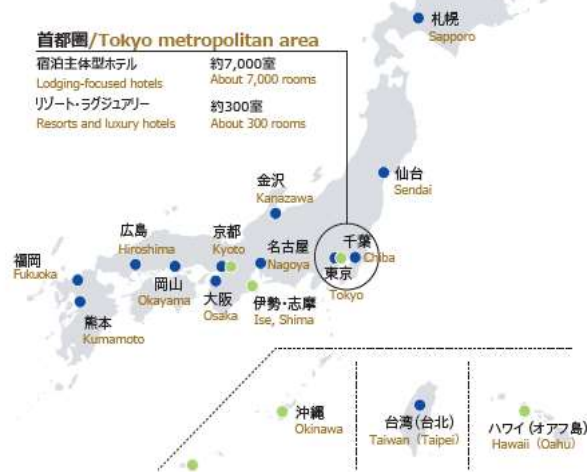 札幌
Sapporo
首都圏/Tokyo metropolitan area
宿泊主体型ホテル 約7,000室
Lodging-focused hotels About 7,000 rooms
リゾート・ラグジュアリー 約300室
Resorts and luxury hotels About 300 rooms
仙台
Sendai
金沢
Kanazawa
広島
Hiroshima
京都
Kyoto
名古屋
Nagoya
千葉
Chiba
東京
Tokyo
福岡
Fukuoka
岡山
Okayama
大阪
Osaka
伊勢・志摩
Ise, Shima
熊本
Kumamoto
沖縄
Okinawa
台湾(台北)
Taiwan (Taipei)
ハワイ(オアフ島)
Hawaii (Oahu)